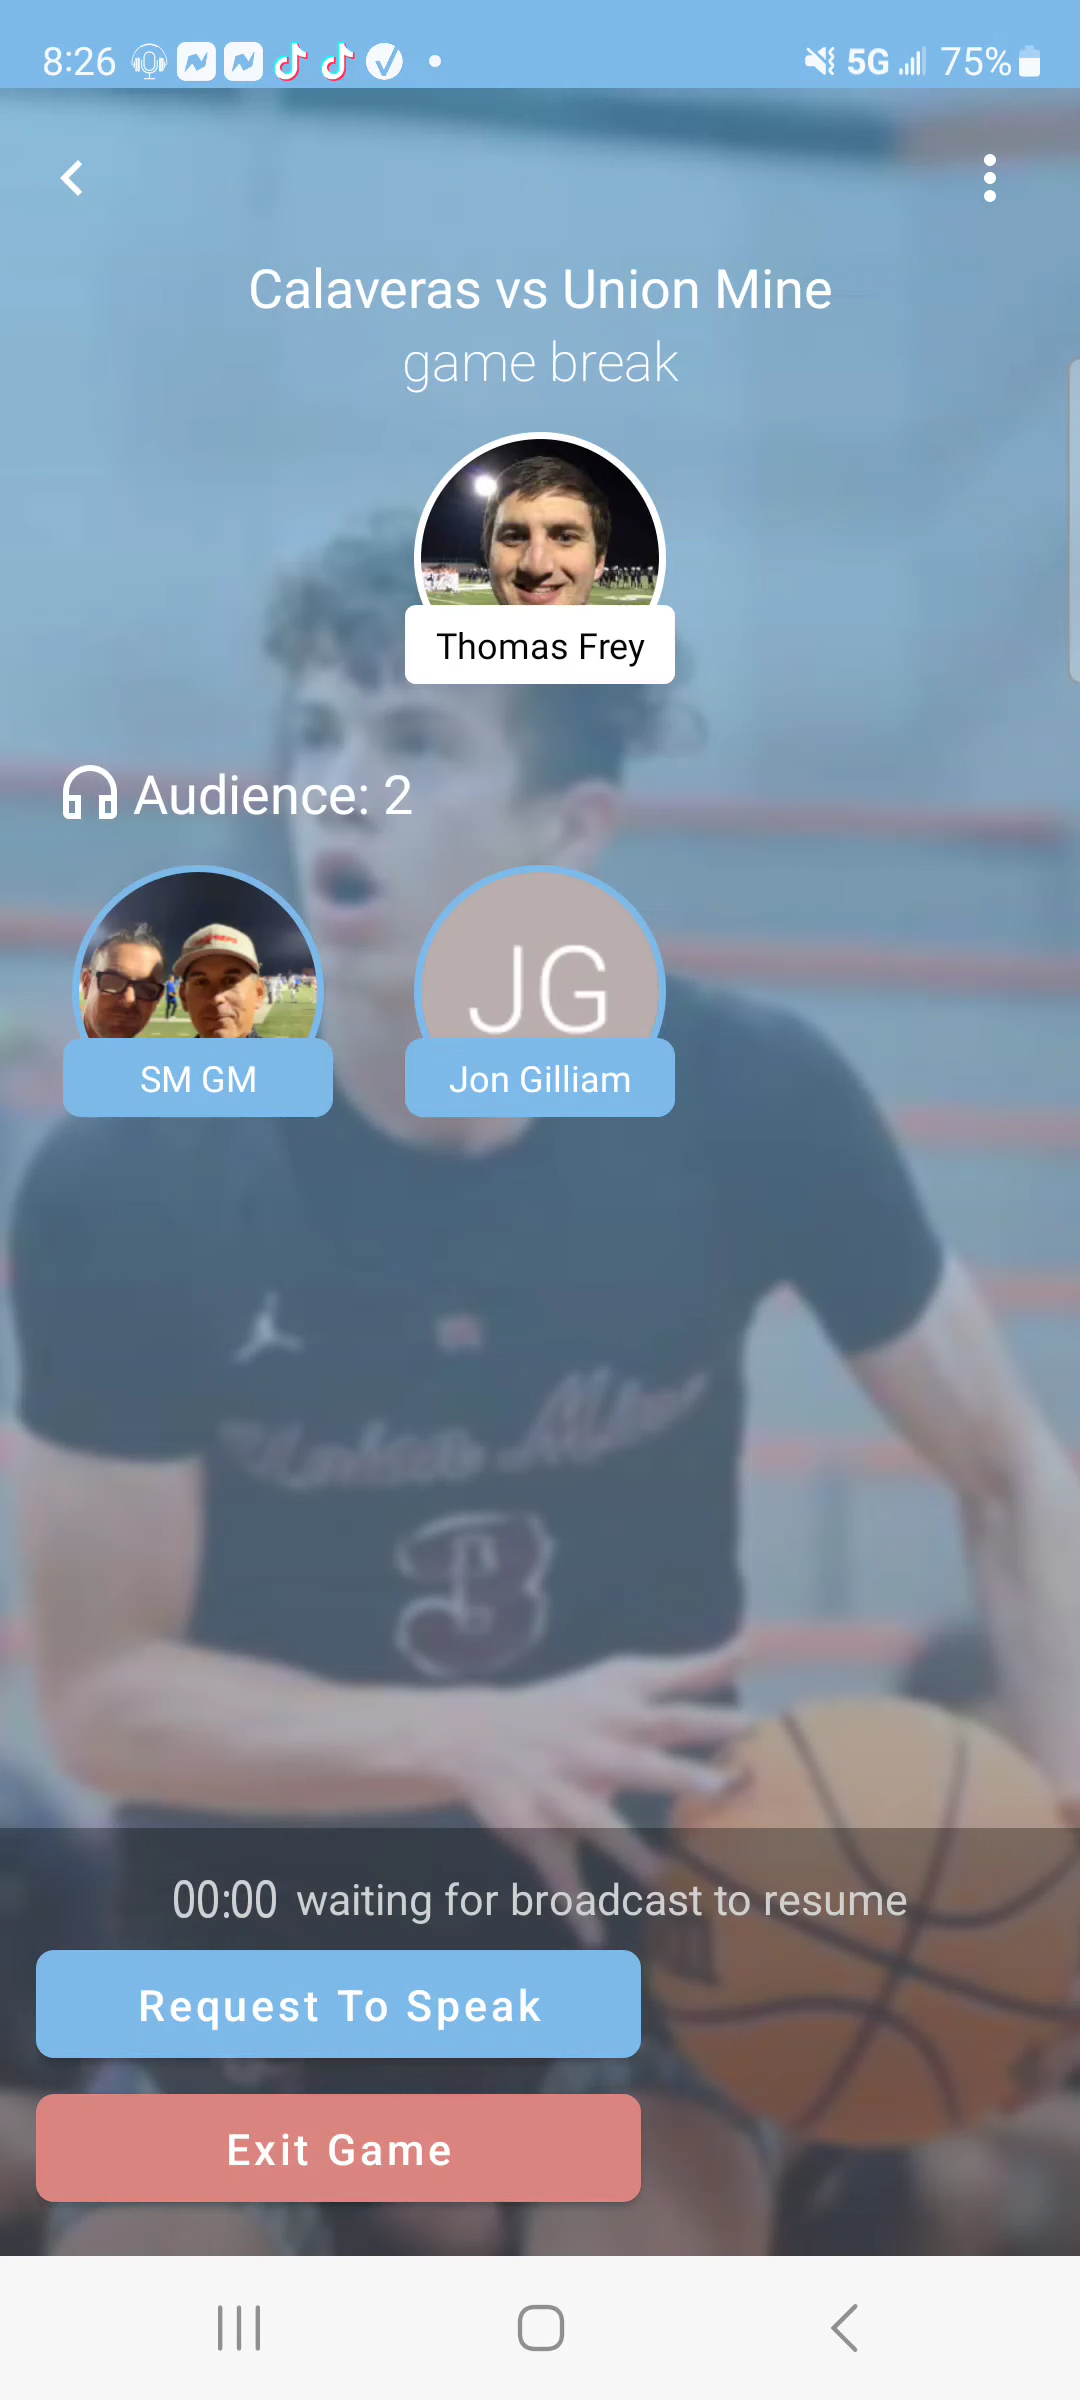 8:26
5G 75%
Calaveras vs Union Mine
game break
Thomas Frey
Audience: 2
SM GM
JG
Jon Gilliam
00:00 waiting for broadcast to resume
Request To Speak
Exit Game